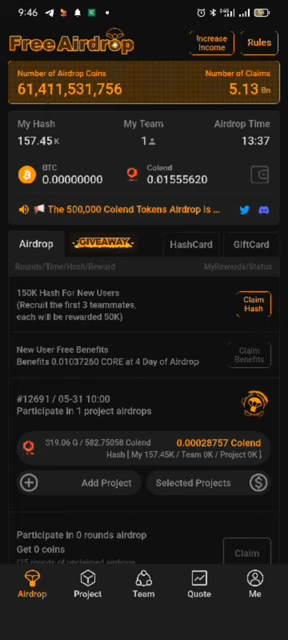 9:46
Free Airdrop
Increase Income
Rules
Number of Airdrop Coins
Number of Claims
61,411,531,756
5.13 Bn
My Hash
My Team
Airdrop Time
157.45 K
1
13:37
BTC
0.00000000
Colend
0.01555620
The 500,000 Colend Tokens Airdrop is ...
Airdrop
GIVEAWAY
HashCard
GiftCard
Rounds/Time/Hash/Reward
MyRewards/Status
150K Hash For New Users
(Recruit the first 3 teammates,
each will be rewarded 50K)
Claim
Hash
New User Free Benefits
Benefits 0.01037260 CORE at 4 Day of Airdrop
Claim
Benefits
#12691 / 05-31 10:00
Participate in 1 project airdrops
319.06 G / 582.75058 Colend
0.00028757 Colend
Hash [ My 157.45K / Team 0K / Project 0K ]
Add Project
Selected Projects
Participate in 0 rounds airdrop
Get 0 coins
(25 rounds of unclaimed airdrops
Claim
Airdrop
Project
Team
Quote
Me